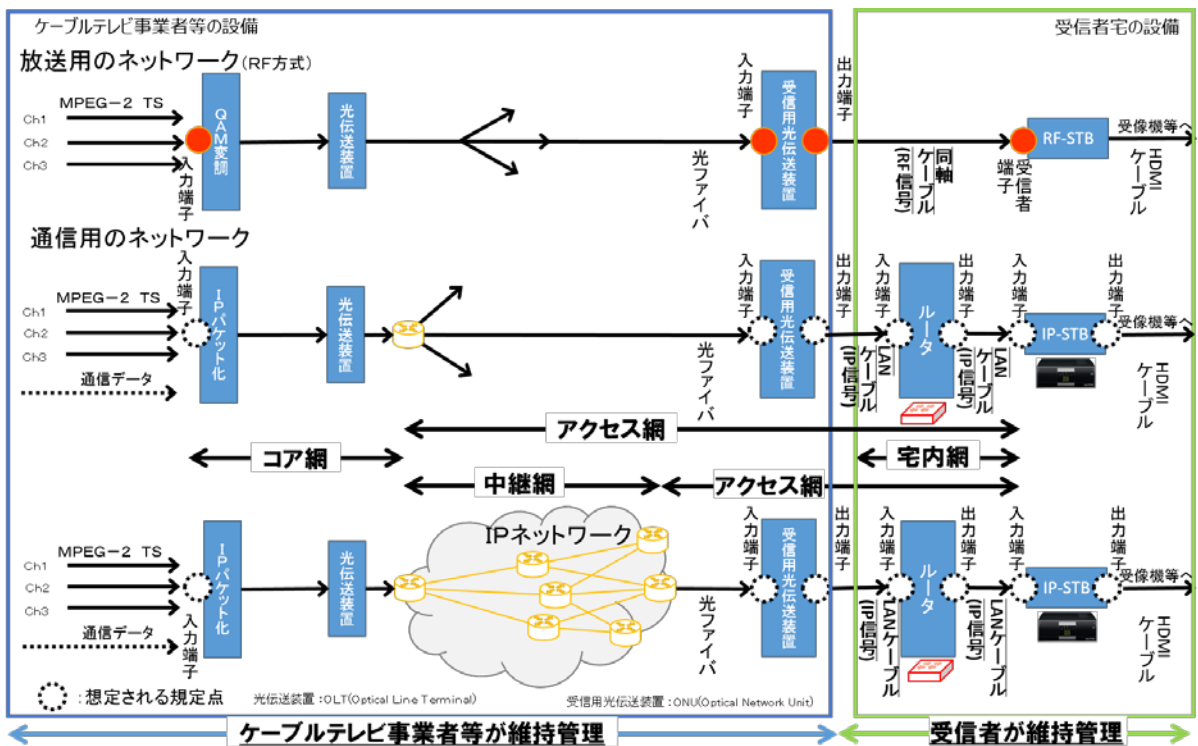 ケーブルテレビ事業者等の設備
受信者宅の設備
放送用のネットワーク(RF方式)
MPEG-2 TS
Ch1
Ch2
Ch3
入力端子
QAM変調
光伝送装置
光ファイバ
入力端子
受信用光伝送装置
出力端子
同軸ケーブル(RF信号)
受信者端子
RF-STB
受像機等へ
HDMIケーブル
通信用のネットワーク
MPEG-2 TS
Ch1
Ch2
Ch3
通信データ
入力端子
IPパケット化
光伝送装置
光ファイバ
入力端子
受信用光伝送装置
出力端子
LANケーブル(IP信号)
入力端子
ルータ
出力端子
LANケーブル(IP信号)
入力端子
IP-STB
出力端子
受像機等へ
HDMIケーブル
アクセス網
コア網
宅内網
中継網
アクセス網
MPEG-2 TS
Ch1
Ch2
Ch3
通信データ
入力端子
IPパケット化
光伝送装置
IPネットワーク
光ファイバ
入力端子
受信用光伝送装置
出力端子
LANケーブル(IP信号)
入力端子
ルータ
出力端子
LANケーブル(IP信号)
入力端子
IP-STB
出力端子
受像機等へ
HDMIケーブル
:想定される規定点
光伝送装置:OLT(Optical Line Terminal)
受信用光伝送装置:ONU(Optical Network Unit)
ケーブルテレビ事業者等が維持管理
受信者が維持管理